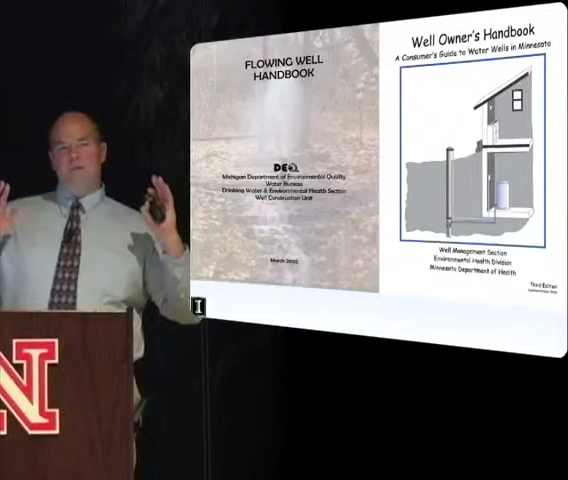 FLOWING WELL
HANDBOOK
DEQ
Michigan Department of Environmental Quality
Water Bureau
Drinking Water & Environmental Health Section
Well Construction Unit
Well Owner's Handbook
A Consumer's Guide to Water Wells in Minnesota
Well Management Section
Environmental Health Division
Minnesota Department of Health
Third Edition
I
N